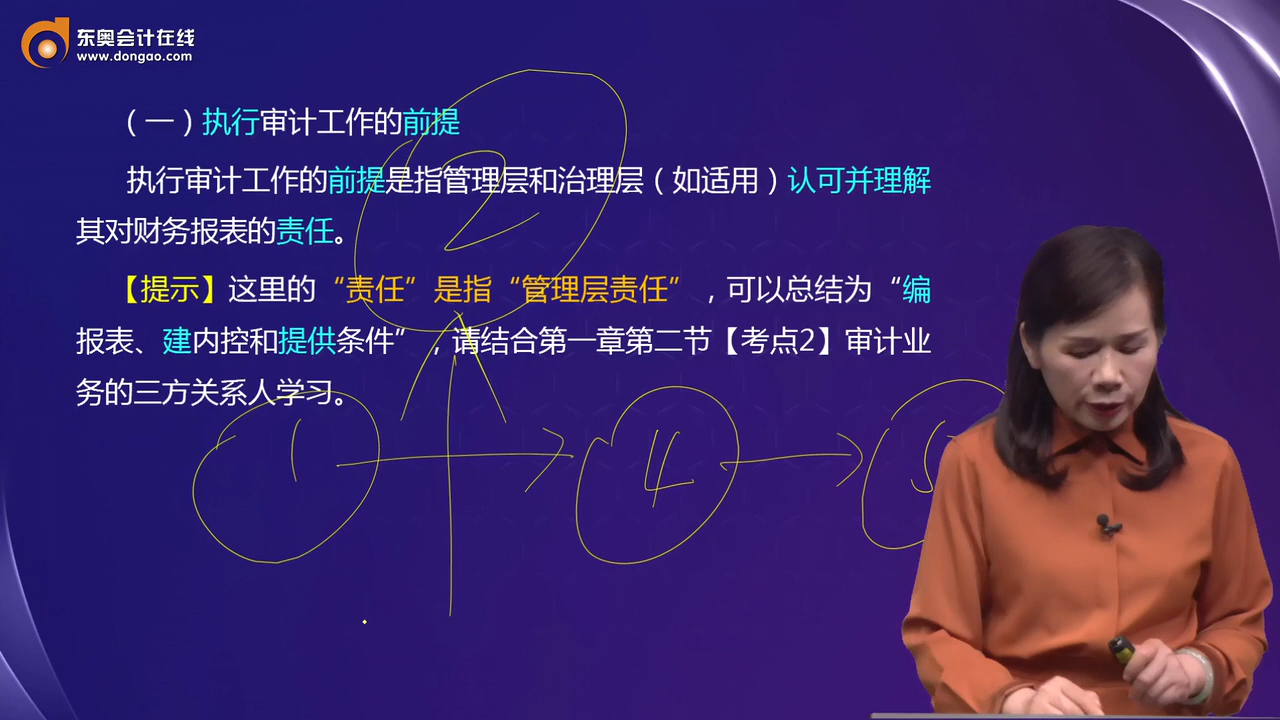 东奥会计在线
www.dongao.com
（一）执行审计工作的前提
执行审计工作的前提是指管理层和治理层（如适用）认可并理解
其对财务报表的责任。
【提示】这里的“责任”是指“管理层责任”，可以总结为“编
报表、建内控和提供条件”，请结合第一章第二节【考点2】审计业
务的三方关系人学习。
2
1 4 5